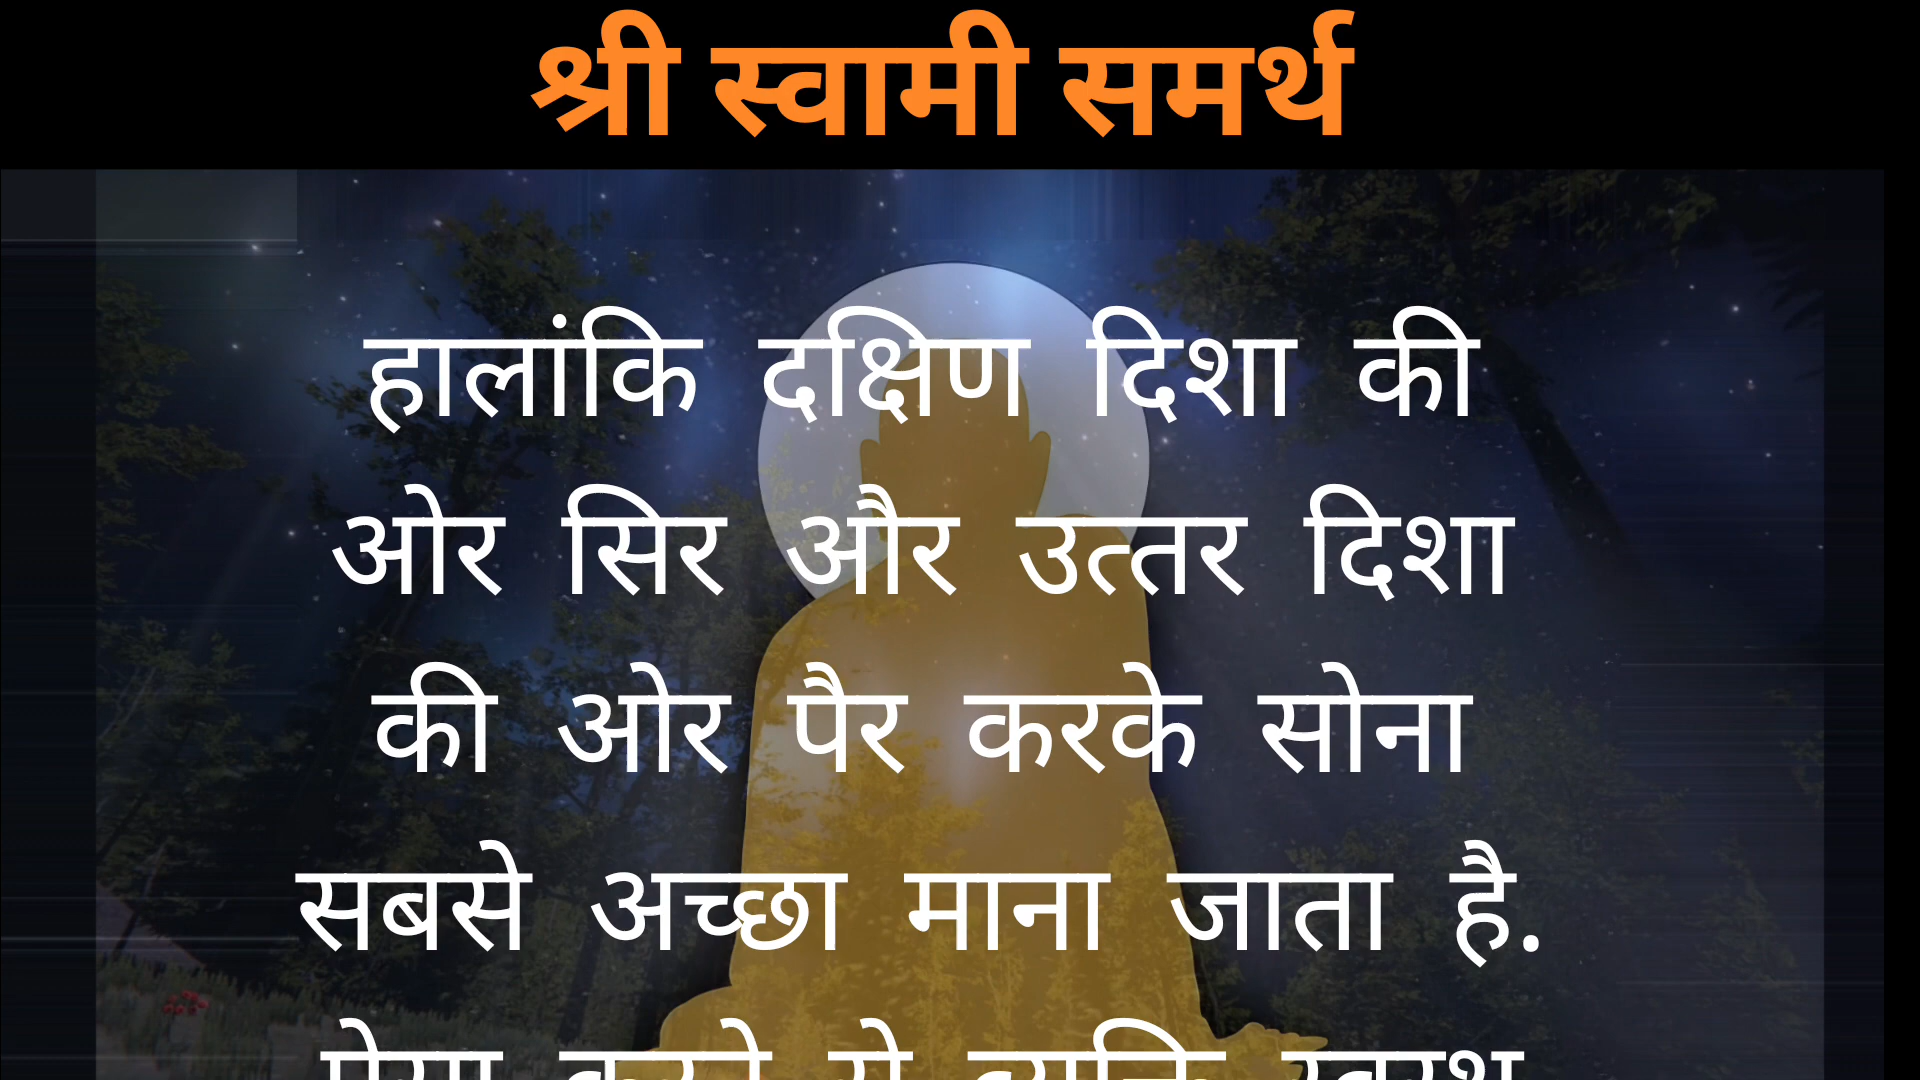 श्री स्वामी समर्थ
हालांकि दक्षिण दिशा की
ओर सिर और उत्तर दिशा
की ओर पैर करके सोना
सबसे अच्छा माना जाता है.